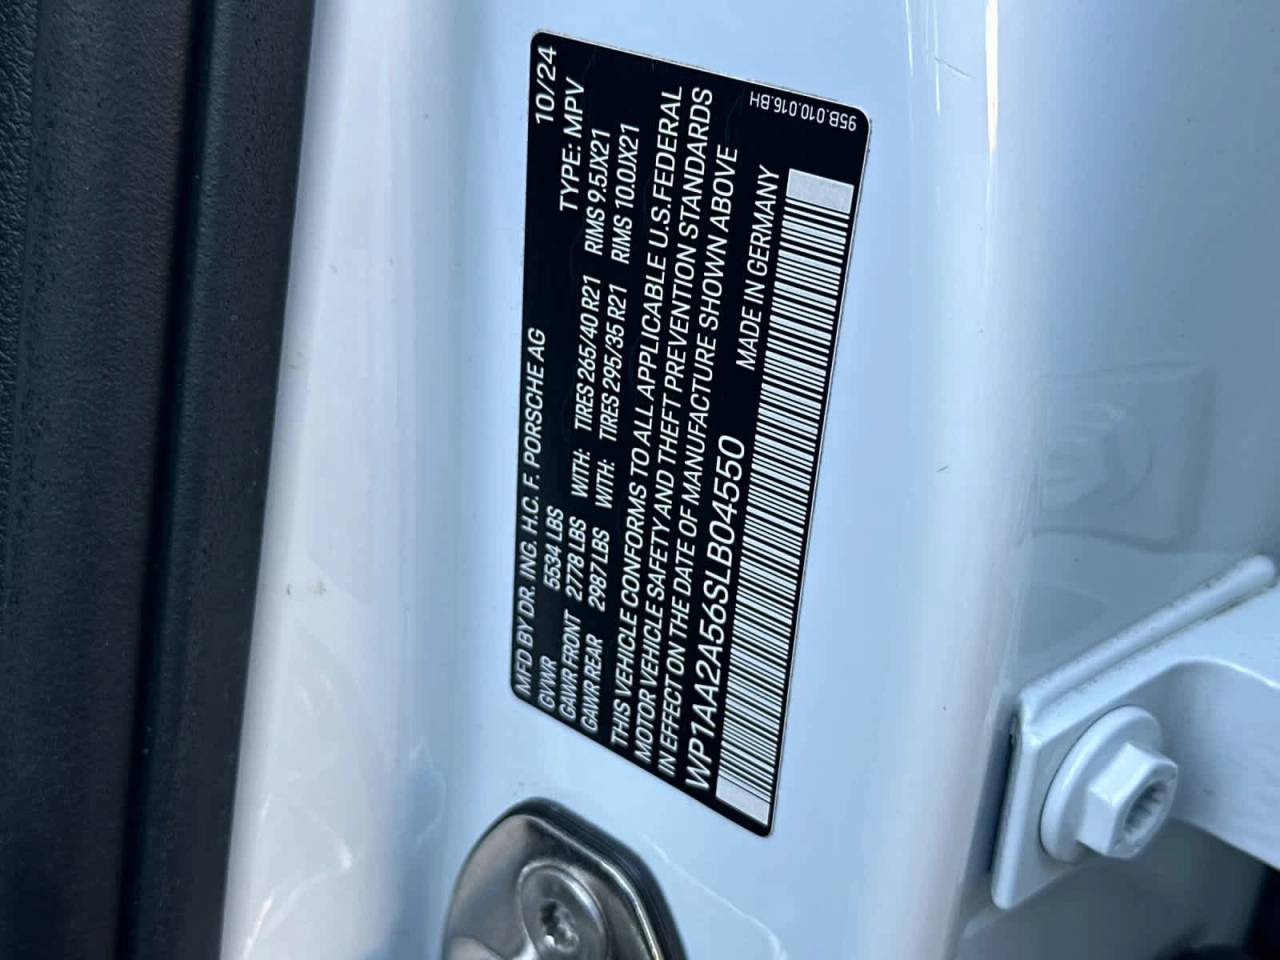 MFD BY DR. ING. H.C. F. PORSCHE AG 10/24
GVWR 5534 LBS TYPE: MPV
GAWR FRONT 2778 LBS WITH: TIRES 265/40 R21 RIMS 9.5JX21
GAWR REAR 2987 LBS WITH: TIRES 295/35 R21 RIMS 10.0JX21
THIS VEHICLE CONFORMS TO ALL APPLICABLE U.S. FEDERAL
MOTOR VEHICLE SAFETY AND THEFT PREVENTION STANDARDS
IN EFFECT ON THE DATE OF MANUFACTURE SHOWN ABOVE
WP1AA2A56SLB04550 MADE IN GERMANY
95B.010.016.BH